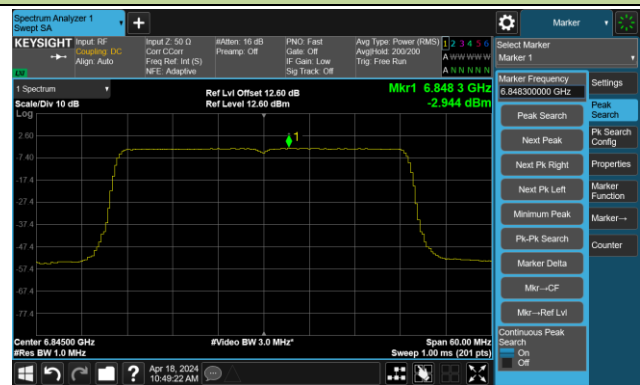 Spectrum Analyzer 1
Swept SA
Marker
KEYSIGHT
Input: RF
Coupling: DC
Align: Auto
Input Z: 50 Ω
Corr CCorr
Freq Ref: Int (S)
NFE: Adaptive
#Atten: 16 dB
Preamp: Off
PNO: Fast
Gate: Off
IF Gain: Low
Sig Track: Off
Avg Type: Power (RMS)
Avg|Hold: 200/200
Trig: Free Run
1 2 3 4 5 6
A W W W W W
A N N N N N
Select Marker
Marker 1
LW
1 Spectrum
Scale/Div 10 dB
Log
Ref Lvl Offset 12.60 dB
Ref Level 12.60 dBm
Mkr1 6.848 3 GHz
-2.944 dBm
2.60
-7.40
-17.4
-27.4
-37.4
-47.4
-57.4
-67.4
-77.4
1
Center 6.84500 GHz
#Res BW 1.0 MHz
#Video BW 3.0 MHz*
Span 60.00 MHz
Sweep 1.00 ms (201 pts)
Marker Frequency
6.848300000 GHz
Peak Search
Next Peak
Next Pk Right
Next Pk Left
Minimum Peak
Pk-Pk Search
Marker Delta
Mkr→CF
Mkr→Ref Lvl
Continuous Peak
Search
On
Off
Settings
Peak
Search
Pk Search
Config
Properties
Marker
Function
Marker→
Counter
?
Apr 18, 2024
10:49:22 AM